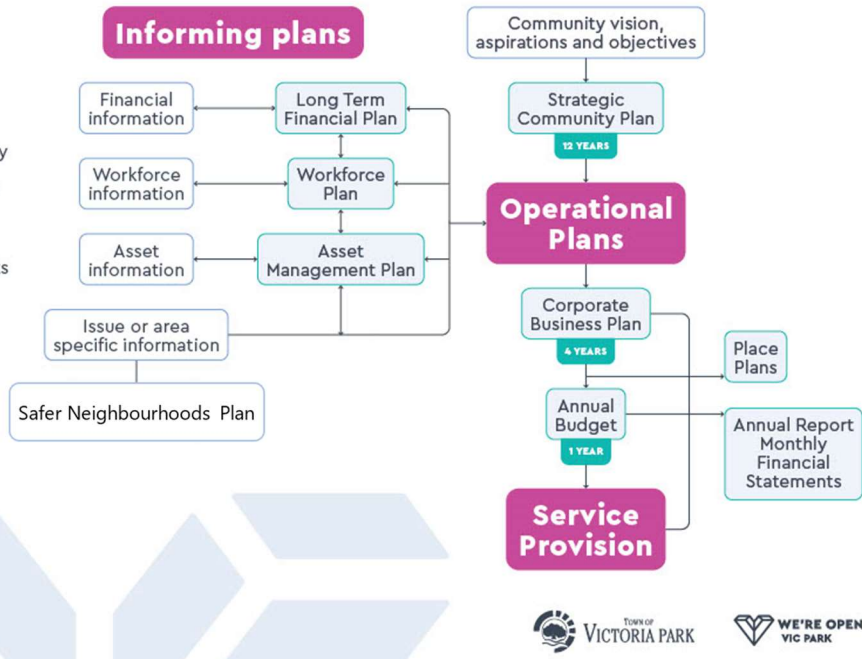 Informing plans
Community vision,
aspirations and objectives
Financial
information
Long Term
Financial Plan
Strategic
Community Plan
12 YEARS
y
Workforce
information
Workforce
Plan
Operational
Plans
Asset
information
Asset
Management Plan
s
Corporate
Business Plan
4 YEARS
Issue or area
specific information
Place
Plans
Safer Neighbourhoods Plan
Annual
Budget
1 YEAR
Annual Report
Monthly
Financial
Statements
Service
Provision
TOWN OF
VICTORIA PARK
WE'RE OPEN
VIC PARK